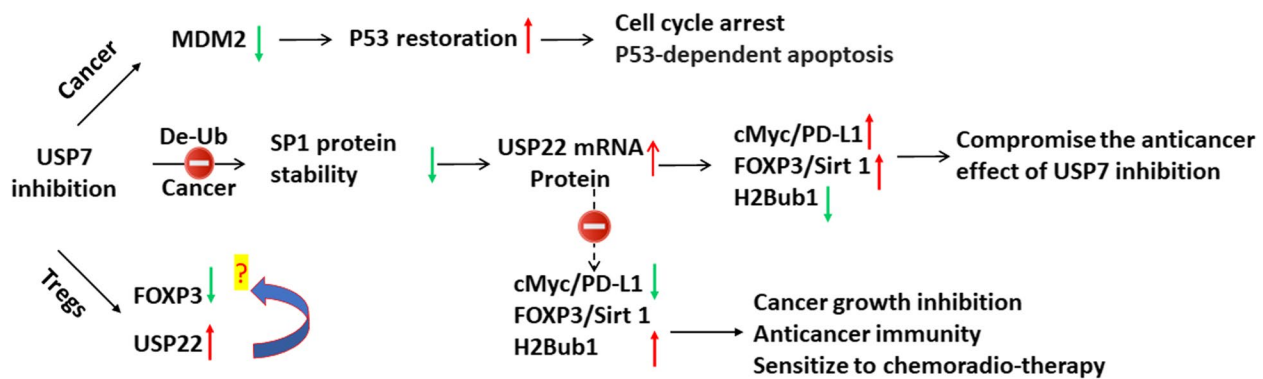 Cancer
MDM2
P53 restoration
Cell cycle arrest
P53-dependent apoptosis
USP7
inhibition
De-Ub
Cancer
SP1 protein
stability
USP22 mRNA
Protein
cMyc/PD-L1
FOXP3/Sirt 1
H2Bub1
Compromise the anticancer
effect of USP7 inhibition
Tregs
FOXP3
?
USP22
cMyc/PD-L1
FOXP3/Sirt 1
H2Bub1
Cancer growth inhibition
Anticancer immunity
Sensitize to chemoradio-therapy